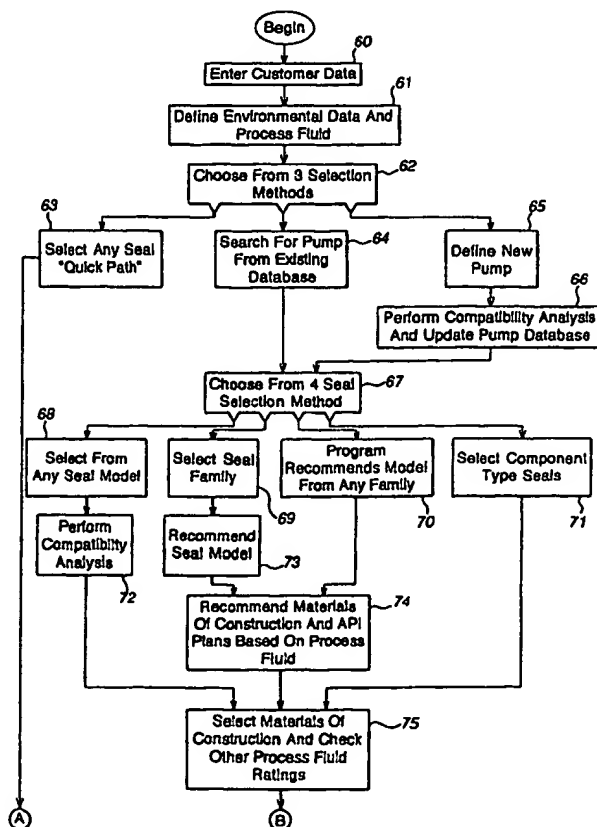 Begin
60
Enter Customer Data
61
Define Environmental Data And
Process Fluid
62
Choose From 3 Selection
Methods
63
Select Any Seal
"Quick Path"
64
Search For Pump
From Existing
Database
65
Define New
Pump
66
Perform Compatibility Analysis
And Update Pump Database
67
Choose From 4 Seal
Selection Method
68
Select From
Any Seal Model
Select Seal
Family
69
Program
Recommends Model
From Any Family
70
Select Component
Type Seals
71
Perform
Compatibility
Analysis
72
Recommend
Seal Model
73
Recommend Materials
Of Construction And API
Plans Based On Process
Fluid
74
Select Materials Of
Construction And Check
Other Process Fluid
Ratings
75
A
B